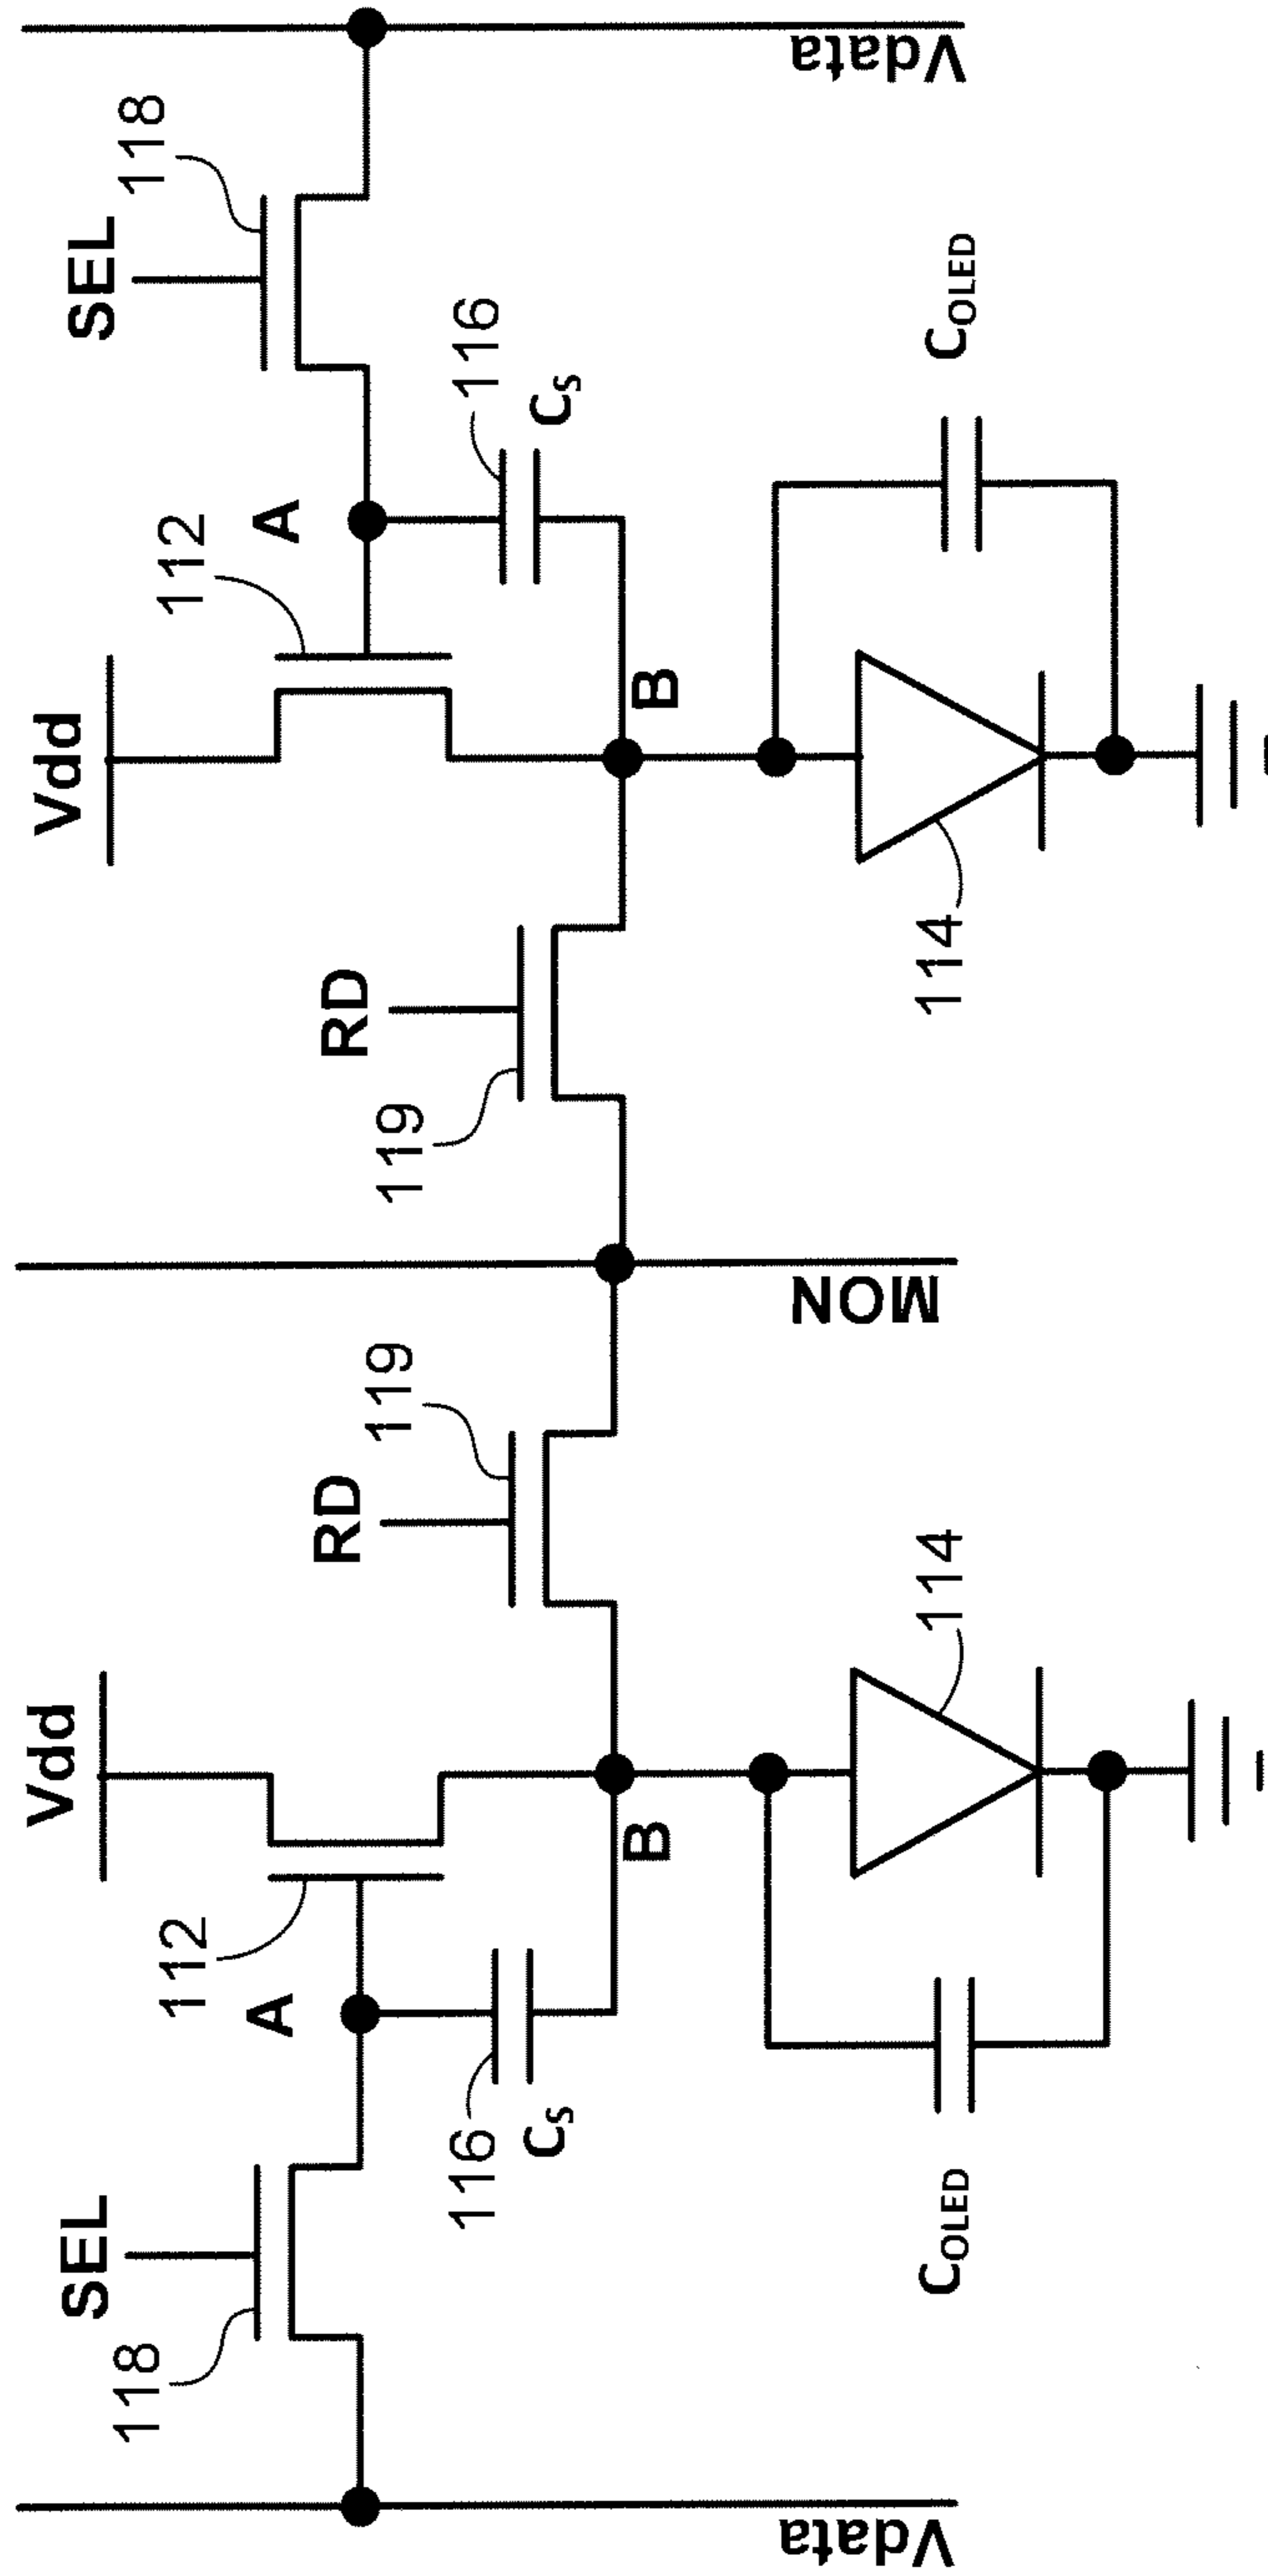 Vdata
118
SEL
A
116
Cs
112
Vdd
B
COLED
114
RD
119
MON
RD
119
Vdd
112
A
B
116
Cs
114
COLED
SEL
118
Vdata